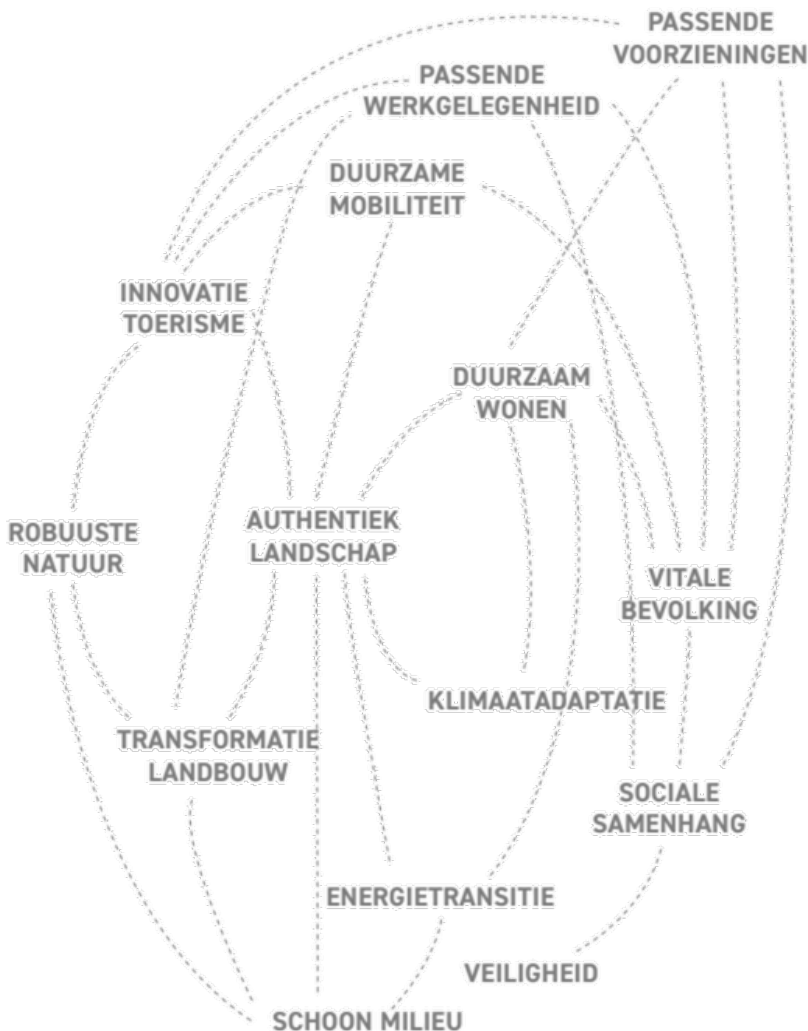 PASSENDE
VOORZIENINGEN
PASSENDE
WERKGELEGENHEID
DUURZAME
MOBILITEIT
INNOVATIE
TOERISME
DUURZAAM
WONEN
AUTHENTIEK
LANDSCHAP
ROBUUSTE
NATUUR
VITALE
BEVOLKING
KLIMAATADAPTATIE
TRANSFORMATIE
LANDBOUW
SOCIALE
SAMENHANG
ENERGIETRANSITIE
VEILIGHEID
SCHOON MILIEU